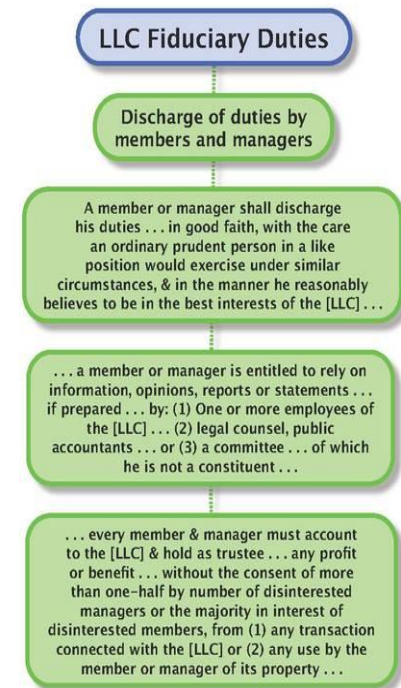 LLC Fiduciary Duties
Discharge of duties by
members and managers
A member or manager shall discharge
his duties . . . in good faith, with the care
an ordinary prudent person in a like
position would exercise under similar
circumstances, & in the manner he reasonably
believes to be in the best interests of the [LLC] . . .
. . . a member or manager is entitled to rely on
information, opinions, reports or statements . . .
if prepared . . . by: (1) One or more employees of
the [LLC] . . . (2) legal counsel, public
accountants . . . or (3) a committee . . . of which
he is not a constituent . . .
. . . every member & manager must account
to the [LLC] & hold as trustee . . . any profit
or benefit . . . without the consent of more
than one-half by number of disinterested
managers or the majority in interest of
disinterested members, from (1) any transaction
connected with the [LLC] or (2) any use by the
member or manager of its property . . .